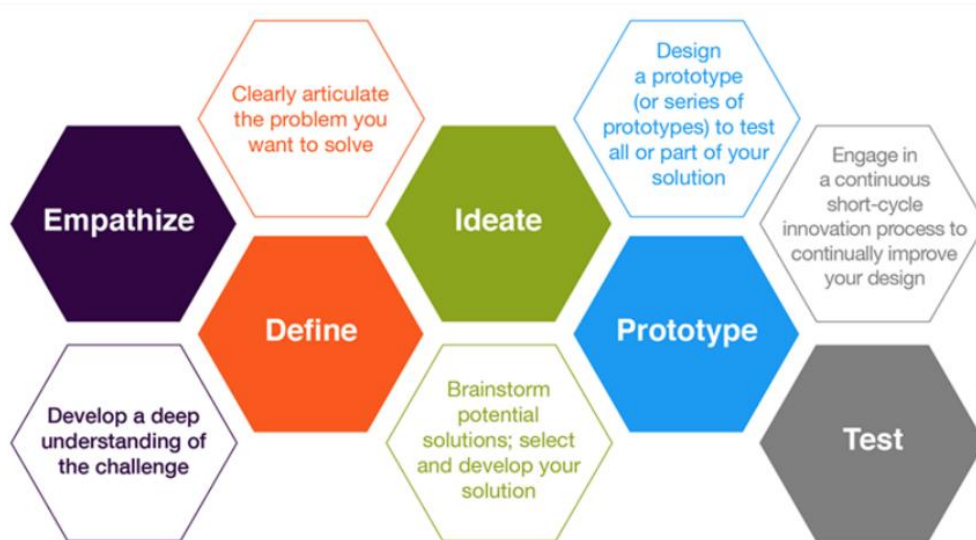 Empathize
Develop a deep
understanding of
the challenge
Clearly articulate
the problem you
want to solve
Define
Ideate
Brainstorm
potential
solutions; select
and develop your
solution
Design
a prototype
(or series of
prototypes) to test
all or part of your
solution
Prototype
Engage in
a continuous
short-cycle
innovation process to
continually improve
your design
Test